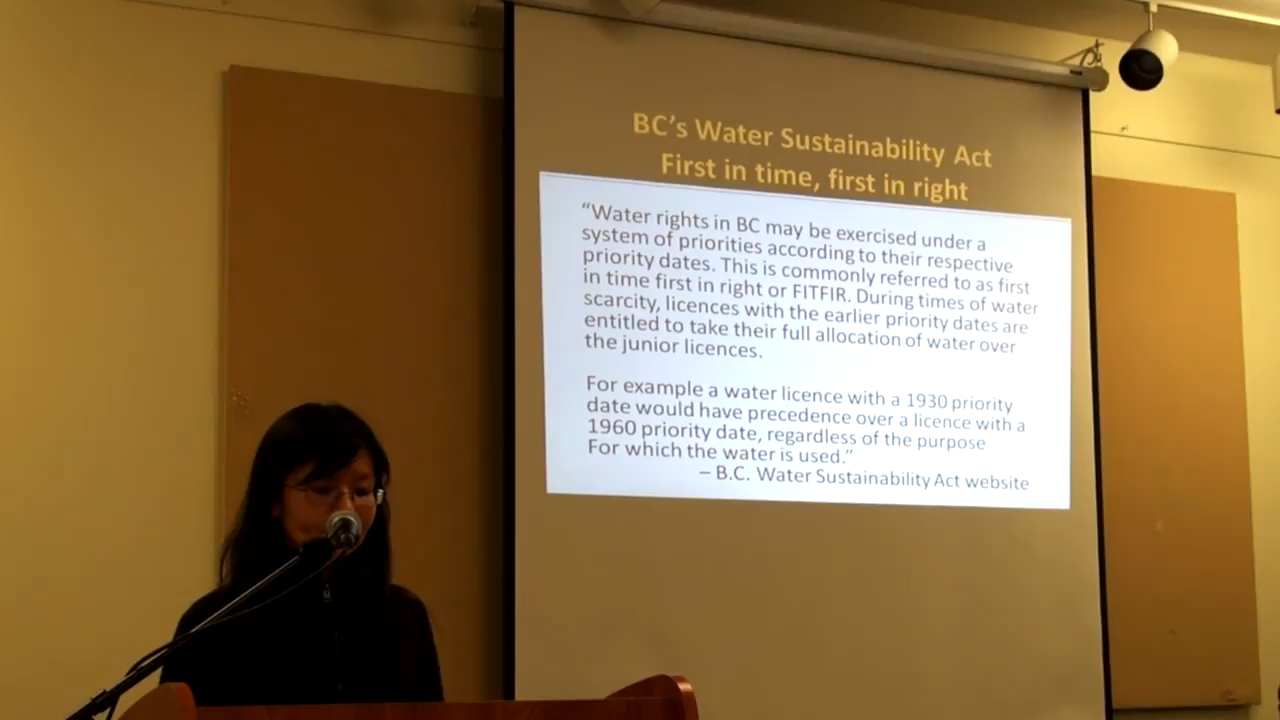 BC's Water Sustainability Act
First in time, first in right
“Water rights in BC may be exercised under a
system of priorities according to their respective
priority dates. This is commonly referred to as first
in time first in right or FITFIR. During times of water
scarcity, licences with the earlier priority dates are
entitled to take their full allocation of water over
the junior licences.
For example a water licence with a 1930 priority
date would have precedence over a licence with a
1960 priority date, regardless of the purpose
For which the water is used.”
– B.C. Water Sustainability Act website